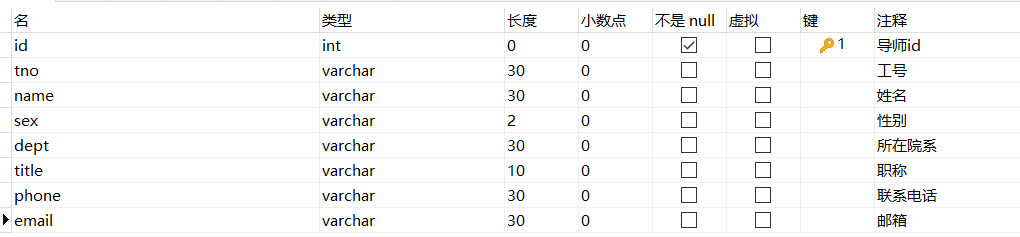 名 类型 长度 小数点 不是 null 虚拟 键 注释
id int 0 0 1 导师id
tno varchar 30 0 工号
name varchar 30 0 姓名
sex varchar 2 0 性别
dept varchar 30 0 所在院系
title varchar 10 0 职称
phone varchar 30 0 联系电话
email varchar 30 0 邮箱